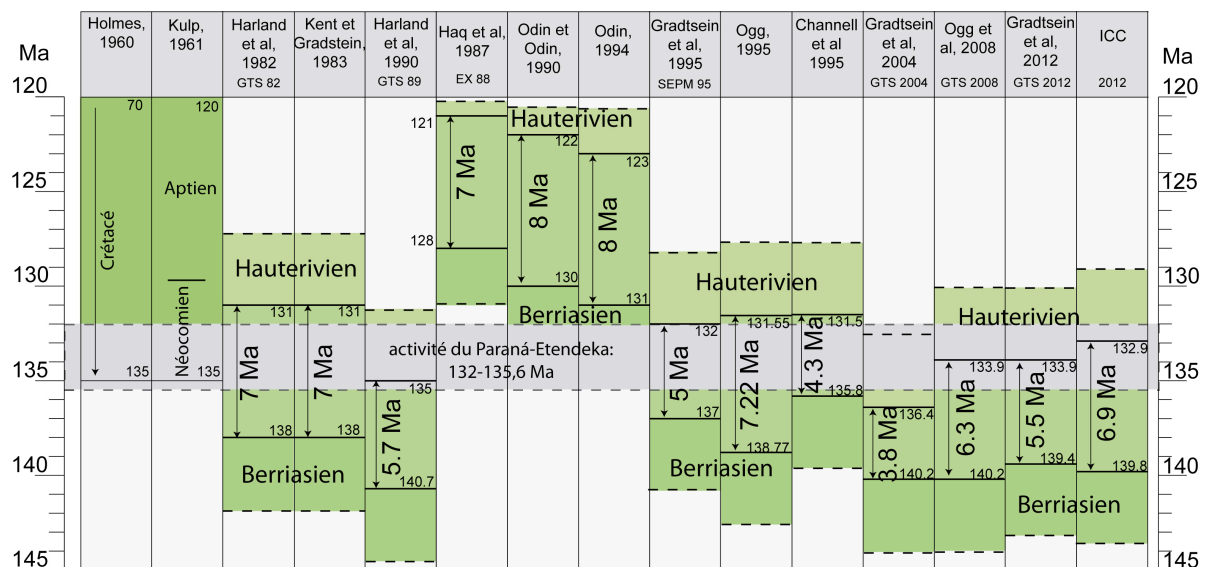 Ma
Holmes,
1960
Kulp,
1961
Harland
et al,
1982
GTS 82
Kent et
Gradstein,
1983
Harland
et al,
1990
GTS 89
Haq et al,
1987
EX 88
Odin et
Odin,
1990
Odin,
1994
Gradtsein
et al,
1995
SEPM 95
Ogg,
1995
Channell
et al
1995
Gradtsein
et al,
2004
GTS 2004
Ogg et
al, 2008
GTS 2008
Gradtsein
et al,
2012
GTS 2012
ICC
2012
Ma
120
125
130
135
140
145
70
Crétacé
135
120
Aptien
Néocomien
135
Hauterivien
131
7 Ma
138
131
7 Ma
138
Berriasien
135
5.7 Ma
140.7
121
7 Ma
128
Hauterivien
122
8 Ma
130
123
8 Ma
131
Berriasien
activité du Paraná-Etendeka:
132-135,6 Ma
Hauterivien
132
5 Ma
137
131.55
7.22 Ma
138.77
131.5
4.3 Ma
135.8
Berriasien
136.4
3.8 Ma
140.2
Hauterivien
133.9
6.3 Ma
140.2
133.9
5.5 Ma
139.4
132.9
6.9 Ma
139.8
Berriasien
120
125
130
135
140
145